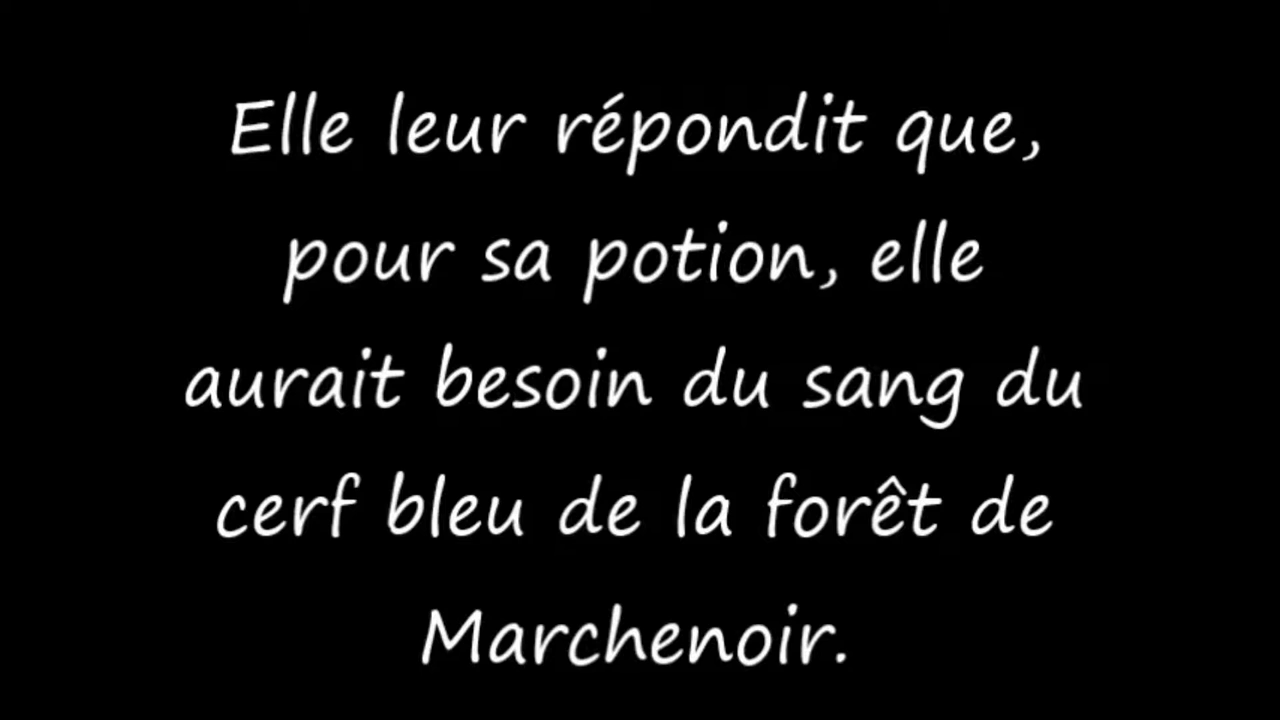 Elle leur répondit que,
pour sa potion, elle
aurait besoin du sang du
cerf bleu de la forêt de
Marchenoir.